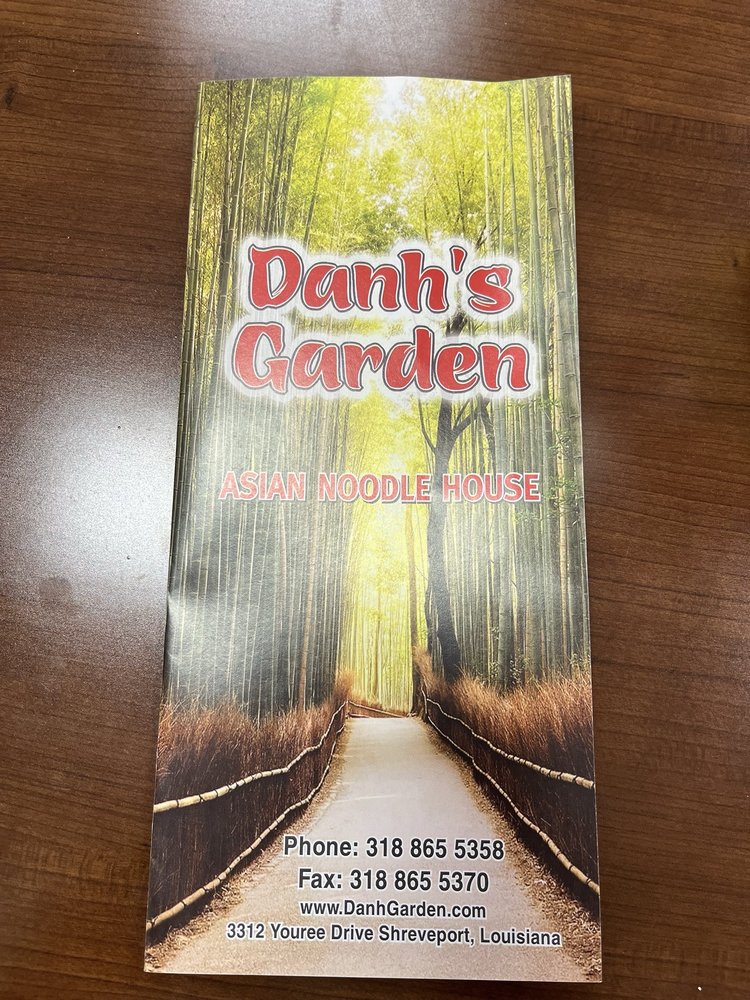 Danh's
Garden
ASIAN NOODLE HOUSE
Phone: 318 865 5358
Fax: 318 865 5370
www.DanhGarden.com
3312 Youree Drive Shreveport, Louisiana